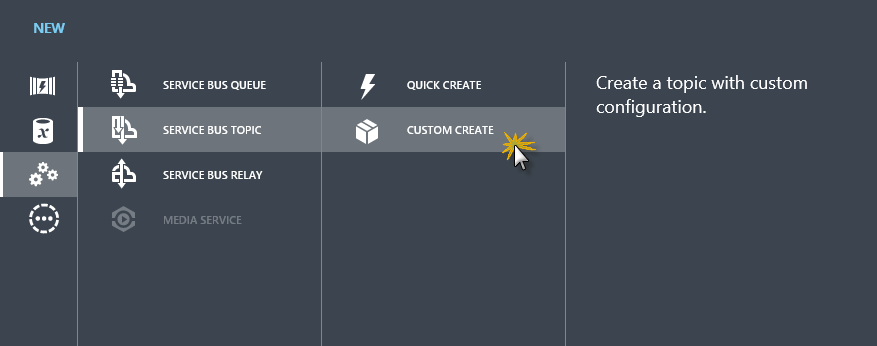 NEW
SERVICE BUS QUEUE
SERVICE BUS TOPIC
SERVICE BUS RELAY
MEDIA SERVICE
QUICK CREATE
CUSTOM CREATE
Create a topic with custom
configuration.